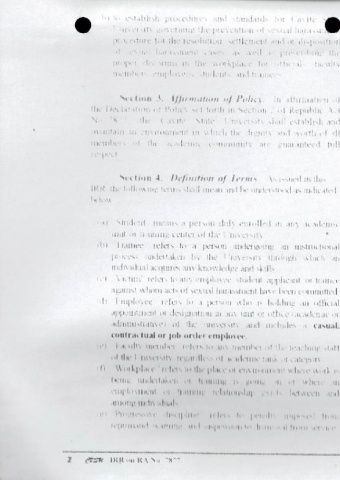 to establish procedures and standards for Cavite
University governing the prevention of sexual harassment
procedure for the resolution, settlement and/or disposition
of sexual harassment cases, as well as prescribing the
proper decorum in the workplace for officials, faculty
members, employees, students and trainees.
Section 3. Affirmation of Policy. In affirmation of
the Declaration of Policy set forth in Section 2 of Republic Act
No. 7877, the Cavite State University shall establish and
maintain an environment in which the dignity and worth of all
members of the academic community are guaranteed full
respect.
Section 4. Definition of Terms. As used in this
IRR, the following terms shall mean and be understood as indicated
below:
(a) "Student" means a person duly enrolled in any academic
unit or training center of the University.
(b) "Trainee" refers to a person undergoing an instructional
process undertaken by the University through which an
individual acquires any knowledge and skills.
(c) "Victim" refers to any employee, student, applicant or trainee
against whom acts of sexual harassment have been committed.
(d) "Employee" refers to a person who is holding an official
appointment or designation in any unit or office (academic or
administrative) of the university and includes a casual,
contractual or job order employee.
(e) "Faculty member" refers to any member of the teaching staff
of the University, regardless of academic rank or category.
(f) "Workplace" refers to the place or environment where work is
being undertaken or training is going on or where an
employment or training relationship exists between and
among individuals.
(g) "Progressive discipline" refers to penalty imposed from
reprimand, warning and suspension to dismissal from service
2 IRR on RA No. 7877